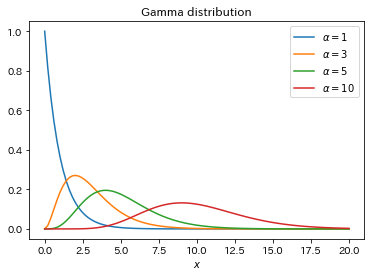 Gamma distribution
1.0
0.8
0.6
0.4
0.2
0.0
α = 1
α = 3
α = 5
α = 10
0.0 2.5 5.0 7.5 10.0 12.5 15.0 17.5 20.0
x